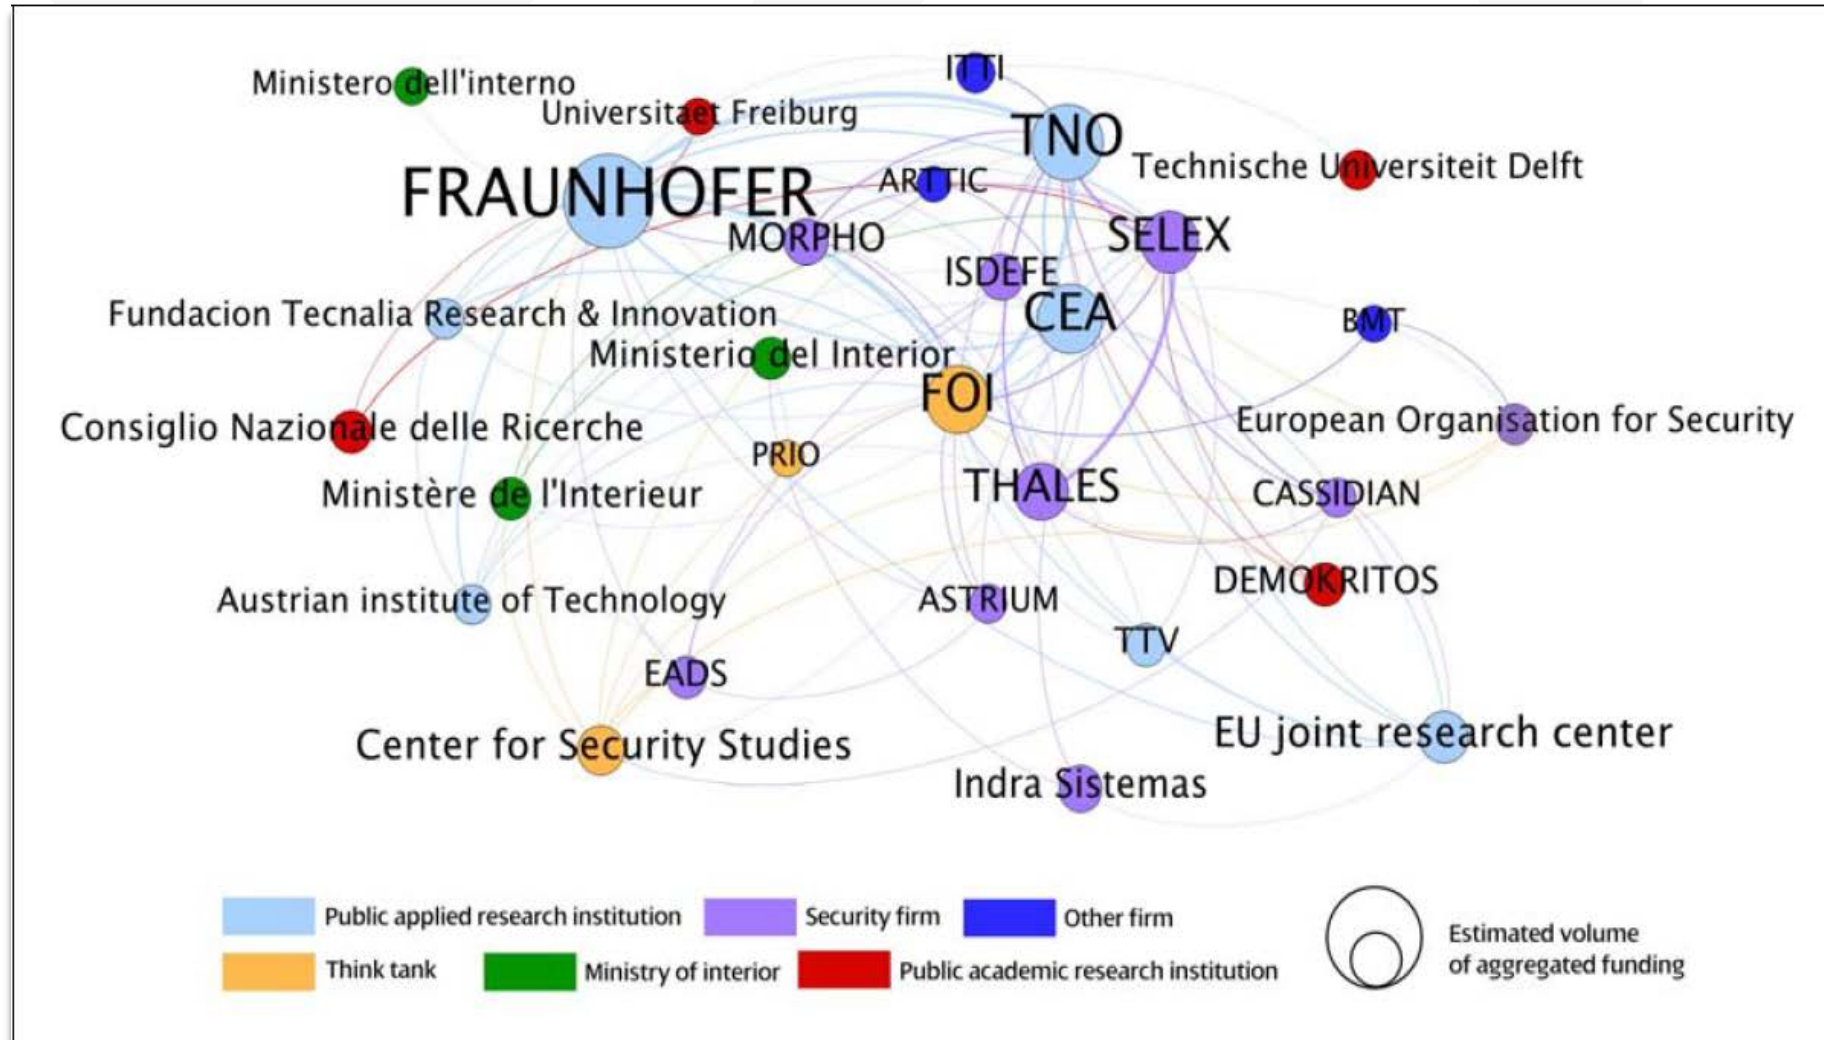 ITTI
Ministero dell'interno
Universitaet Freiburg
TNO
Technische Universiteit Delft
ARTTIC
FRAUNHOFER
MORPHO
SELEX
ISDEFE
CEA
Fundacion Tecnalia Research & Innovation
BMT
Ministerio del Interior
FOI
Consiglio Nazionale delle Ricerche
European Organisation for Security
PRIO
THALES
Ministère de l'Interieur
CASSIDIAN
DEMOKRITOS
Austrian institute of Technology
ASTRIUM
TTV
EADS
EU joint research center
Center for Security Studies
Indra Sistemas
Public applied research institution
Security firm
Other firm
Estimated volume
of aggregated funding
Think tank
Ministry of interior
Public academic research institution